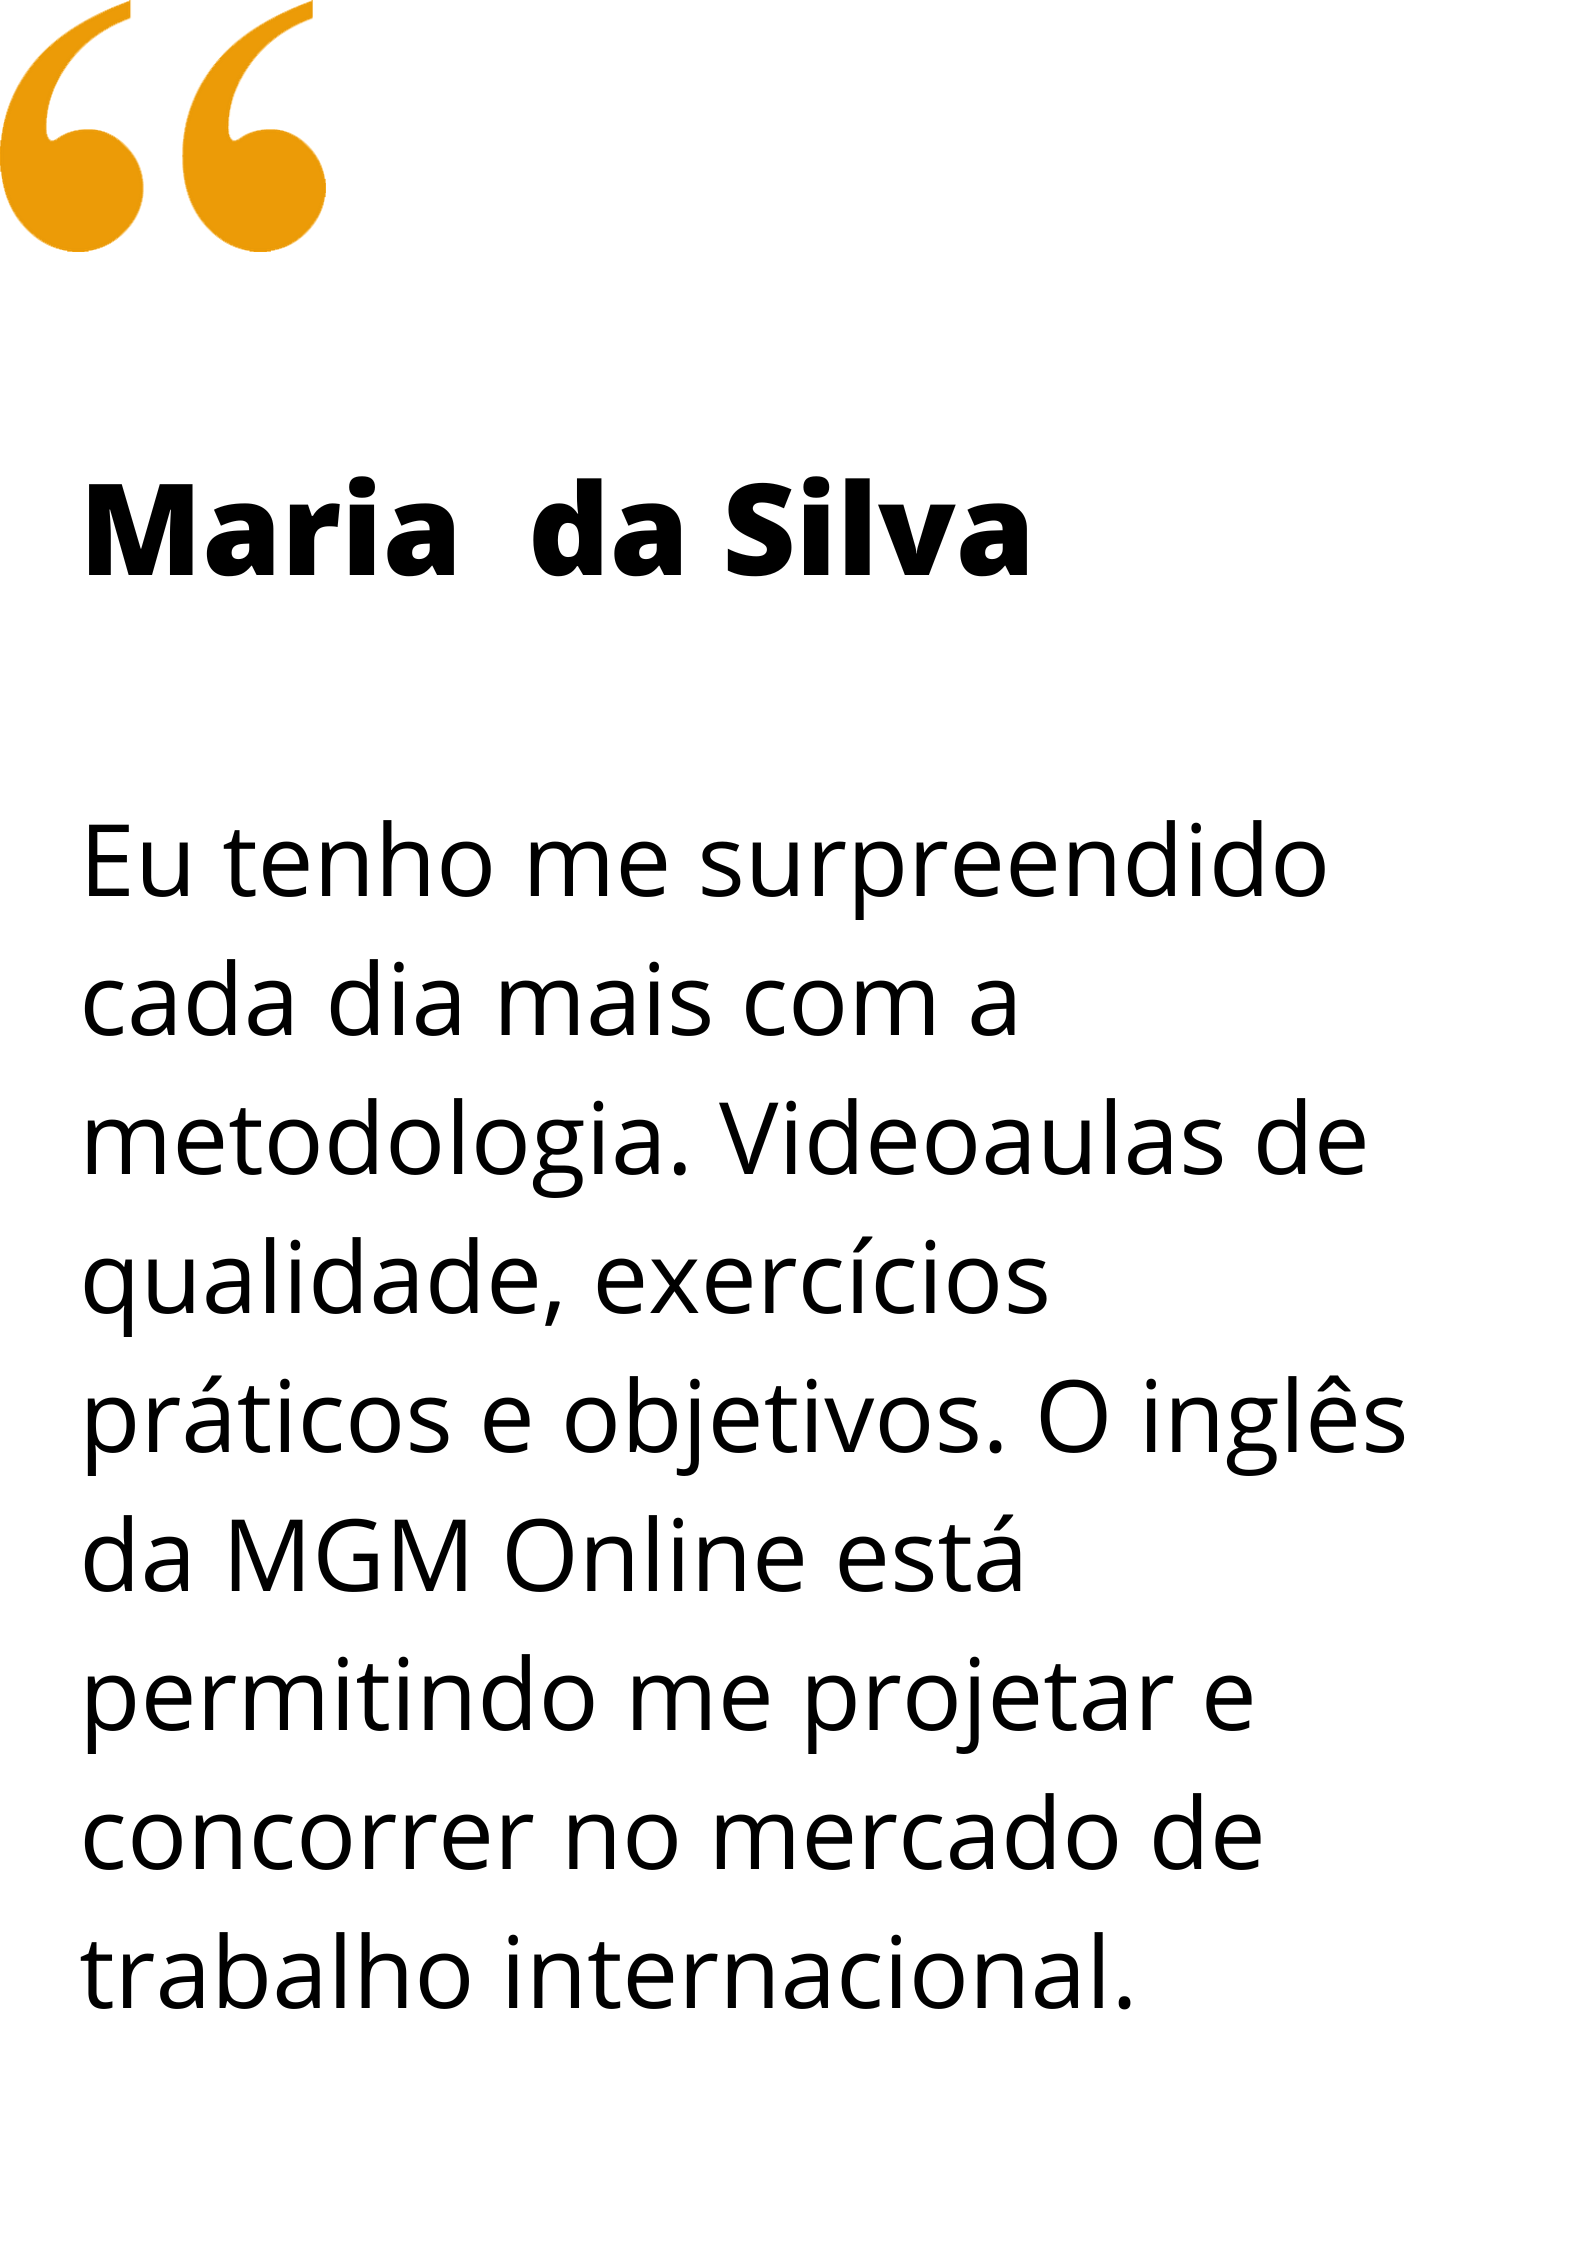 “
Maria  da Silva
Eu tenho me surpreendido
cada dia mais com a
metodologia. Videoaulas de
qualidade, exercícios
práticos e objetivos. O inglês
da MGM Online está
permitindo me projetar e
concorrer no mercado de
trabalho internacional.